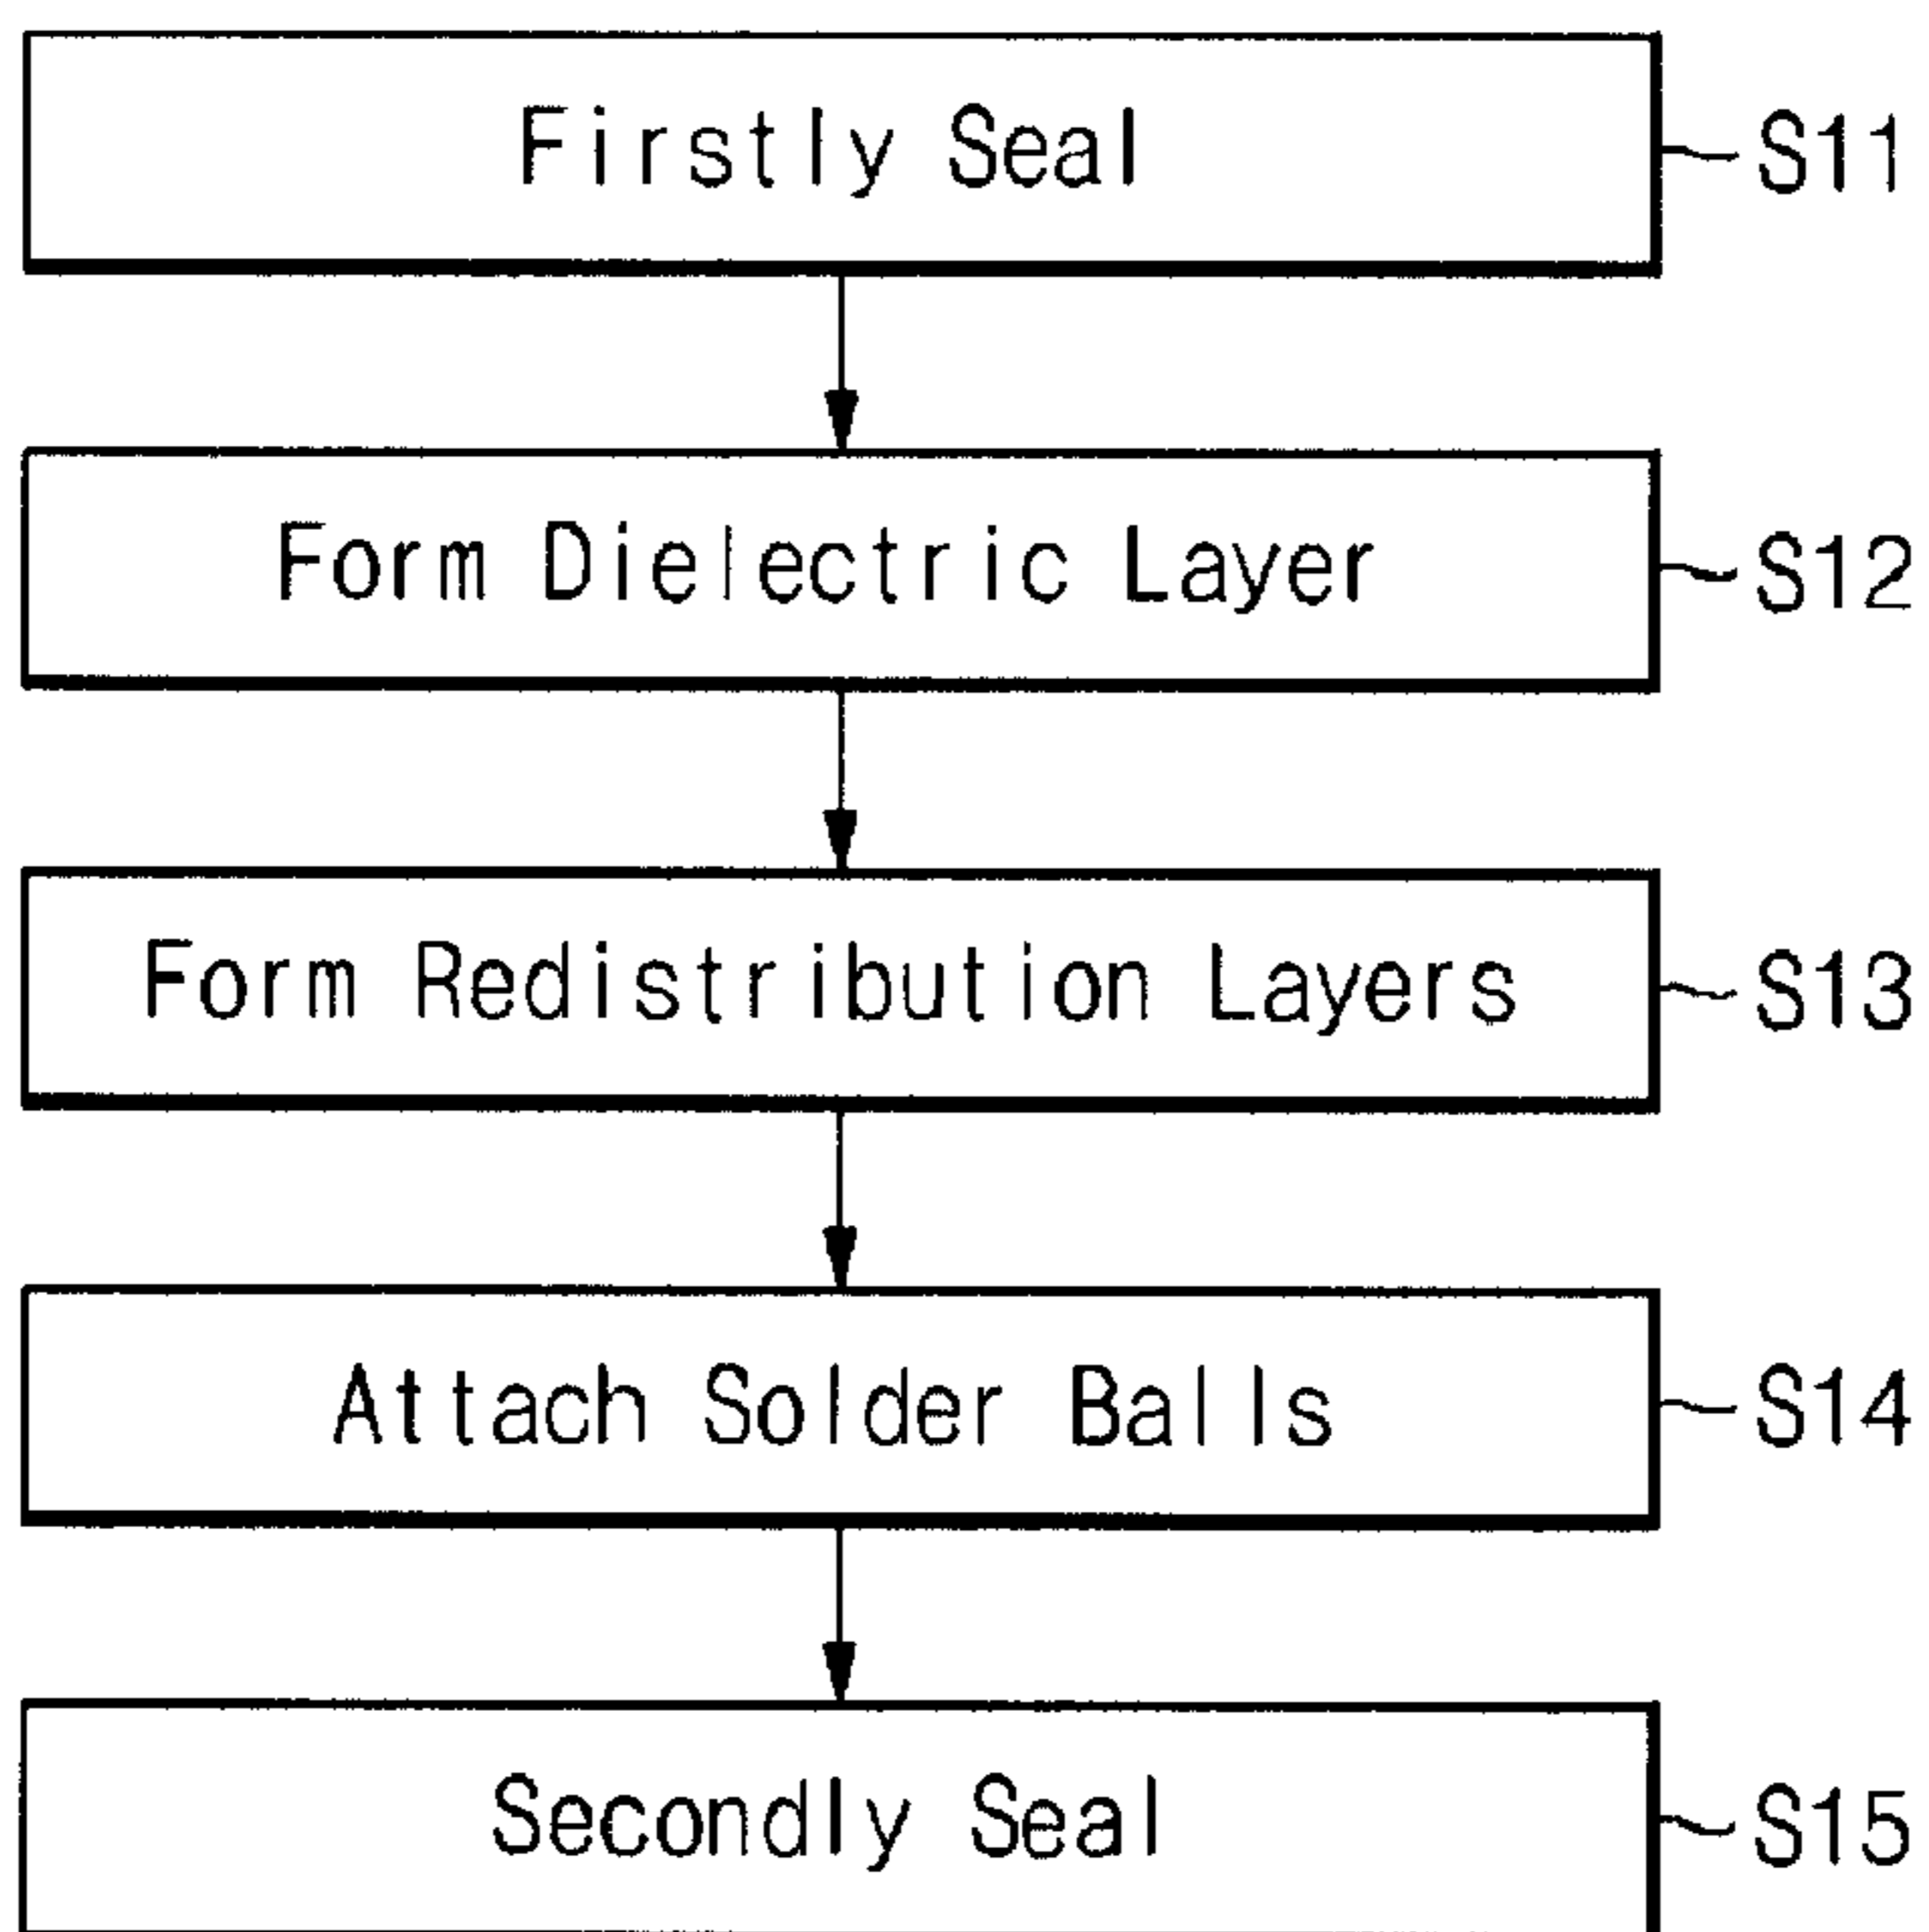 Firstly Seal S11
Form Dielectric Layer S12
Form Redistribution Layers S13
Attach Solder Balls S14
Secondly Seal S15